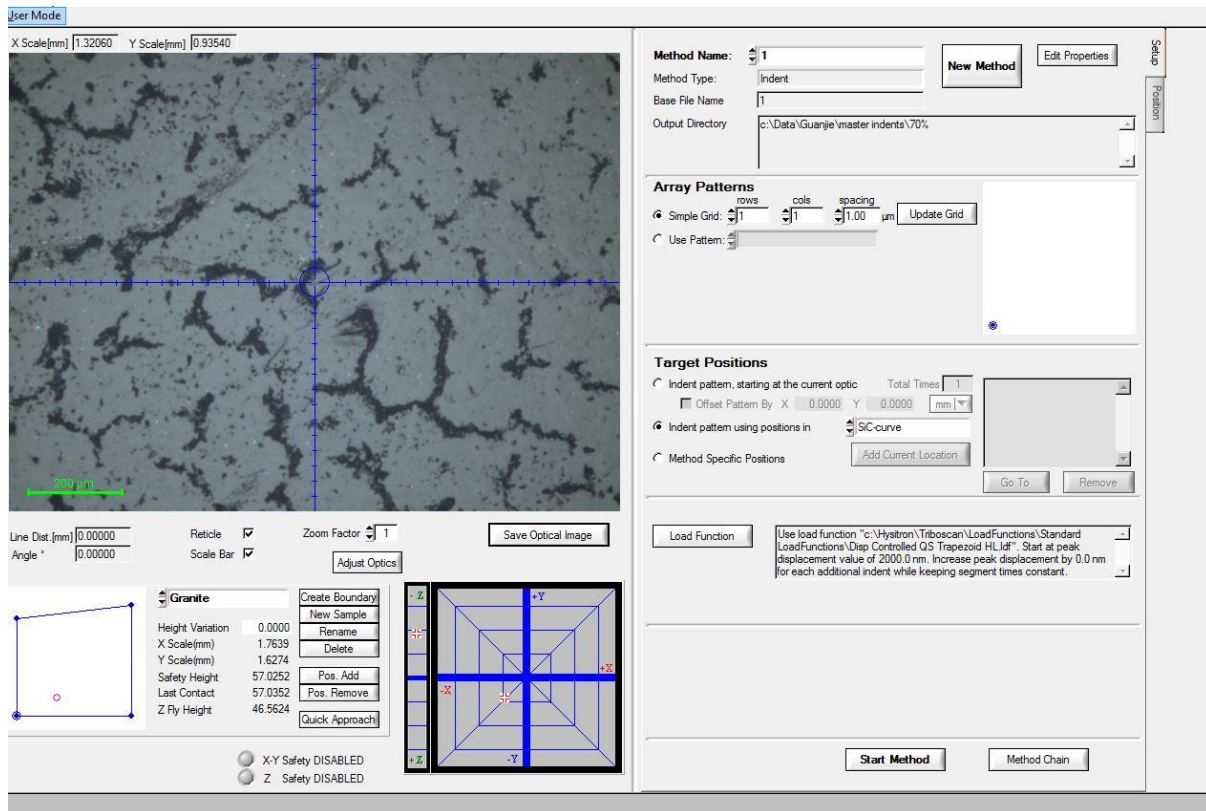 User Mode
X Scale[mm] 1.32060 Y Scale[mm] 0.93540
200 µm
Line Dist.[mm] 0.00000
Angle ° 0.00000
Reticle
Scale Bar
Zoom Factor 1
Adjust Optics
Save Optical Image
Granite
Height Variation 0.0000
X Scale(mm) 1.7639
Y Scale(mm) 1.6274
Safety Height 57.0252
Last Contact 57.0352
Z Fly Height 46.5624
Create Boundary
New Sample
Rename
Delete
Pos. Add
Pos. Remove
Quick Approach
X-Y Safety DISABLED
Z Safety DISABLED
- Z
+ Z
+Y
+X
-X
-Y
Method Name: 1
Method Type: Indent
Base File Name 1
Output Directory c:\Data\Guanjie\master indents\70%
New Method
Edit Properties
Setup
Position
Array Patterns
rows cols spacing
Simple Grid: 1 1 1.00 µm Update Grid
Use Pattern:
Target Positions
Indent pattern, starting at the current optic Total Times 1
Offset Pattern By X 0.0000 Y 0.0000 mm
Indent pattern using positions in SiC-curve
Method Specific Positions Add Current Location
Go To Remove
Load Function
Use load function "c:\Hysitron\Triboscan\LoadFunctions\Standard
LoadFunctions\Disp Controlled QS Trapezoid HL.ldf". Start at peak
displacement value of 2000.0 nm. Increase peak displacement by 0.0 nm
for each additional indent while keeping segment times constant.
Start Method Method Chain